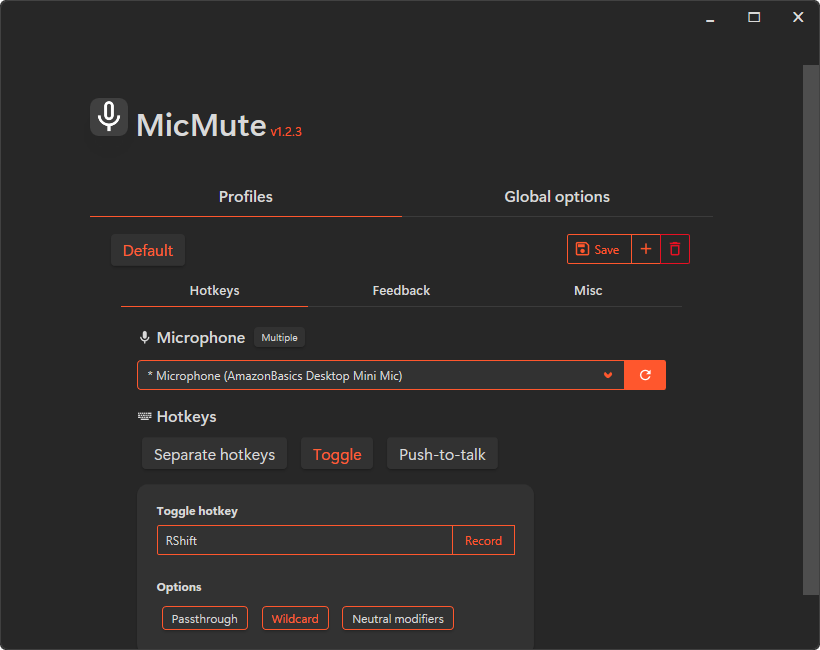 MicMute v1.2.3
Profiles Global options
Default Save
Hotkeys Feedback Misc
Microphone Multiple
* Microphone (AmazonBasics Desktop Mini Mic)
Hotkeys
Separate hotkeys Toggle Push-to-talk
Toggle hotkey
RShift Record
Options
Passthrough Wildcard Neutral modifiers